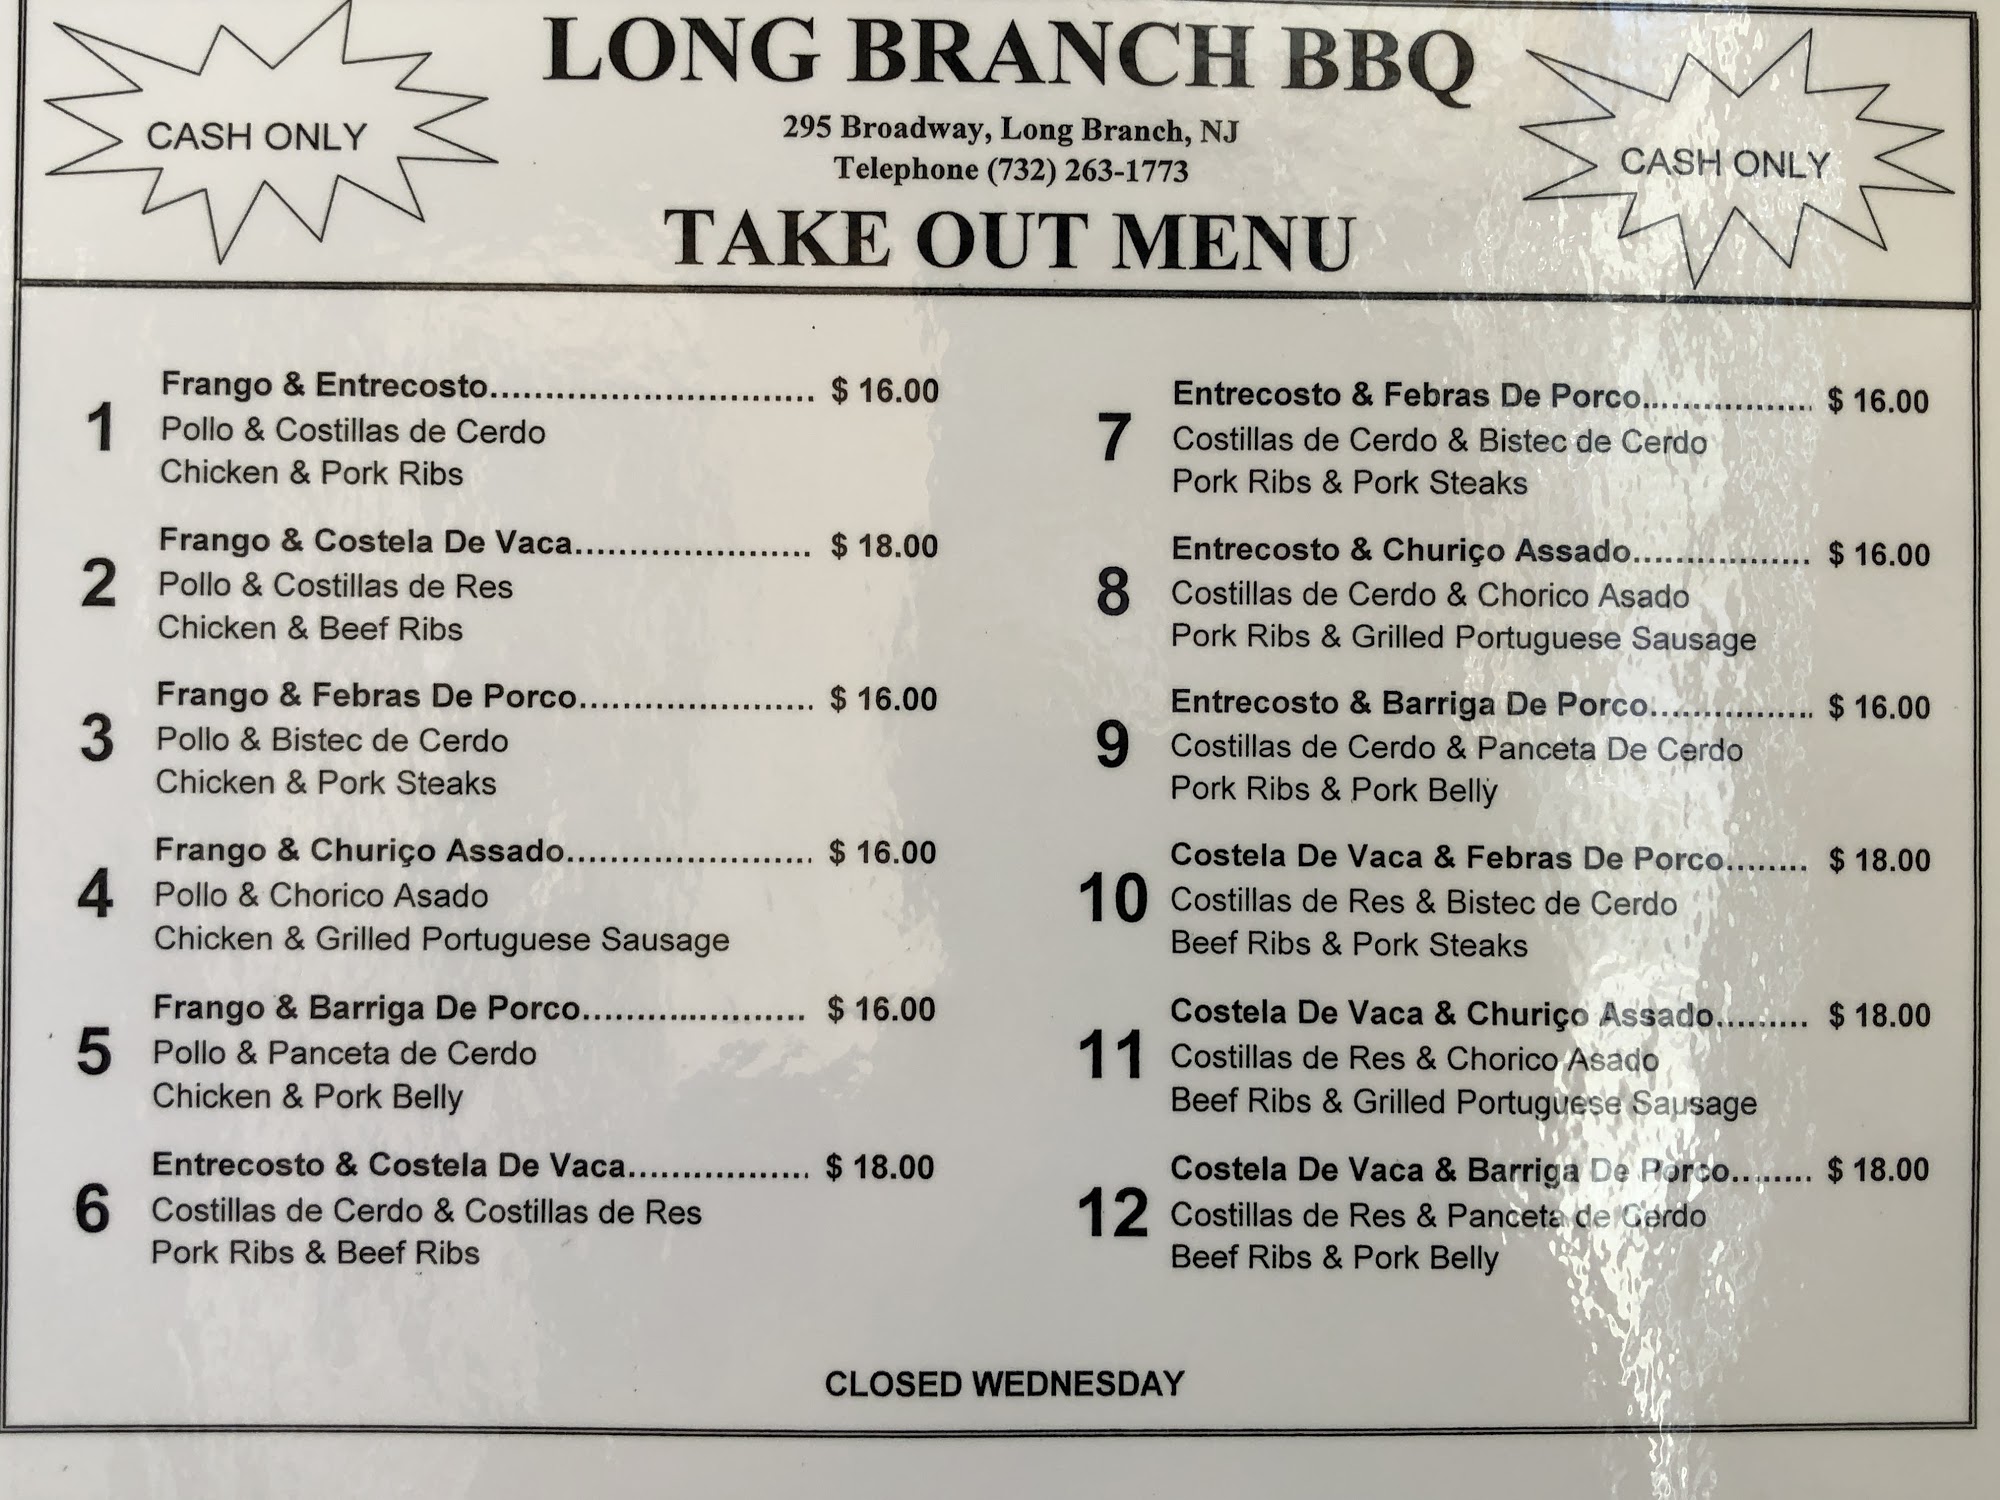 CASH ONLY
LONG BRANCH BBQ
295 Broadway, Long Branch, NJ
Telephone (732) 263-1773
TAKE OUT MENU
CASH ONLY
1
Frango & Entrecosto............................. $ 16.00
Pollo & Costillas de Cerdo
Chicken & Pork Ribs
2
Frango & Costela De Vaca...................... $ 18.00
Pollo & Costillas de Res
Chicken & Beef Ribs
3
Frango & Febras De Porco...................... $ 16.00
Pollo & Bistec de Cerdo
Chicken & Pork Steaks
4
Frango & Churiço Assado....................... $ 16.00
Pollo & Chorico Asado
Chicken & Grilled Portuguese Sausage
5
Frango & Barriga De Porco..................... $ 16.00
Pollo & Panceta de Cerdo
Chicken & Pork Belly
6
Entrecosto & Costela De Vaca................. $ 18.00
Costillas de Cerdo & Costillas de Res
Pork Ribs & Beef Ribs
7
Entrecosto & Febras De Porco................. $ 16.00
Costillas de Cerdo & Bistec de Cerdo
Pork Ribs & Pork Steaks
8
Entrecosto & Churiço Assado................. $ 16.00
Costillas de Cerdo & Chorico Asado
Pork Ribs & Grilled Portuguese Sausage
9
Entrecosto & Barriga De Porco................ $ 16.00
Costillas de Cerdo & Panceta De Cerdo
Pork Ribs & Pork Belly
10
Costela De Vaca & Febras De Porco........ $ 18.00
Costillas de Res & Bistec de Cerdo
Beef Ribs & Pork Steaks
11
Costela De Vaca & Churiço Assado......... $ 18.00
Costillas de Res & Chorico Asado
Beef Ribs & Grilled Portuguese Sausage
12
Costela De Vaca & Barriga De Porco........ $ 18.00
Costillas de Res & Panceta de Cerdo
Beef Ribs & Pork Belly
CLOSED WEDNESDAY